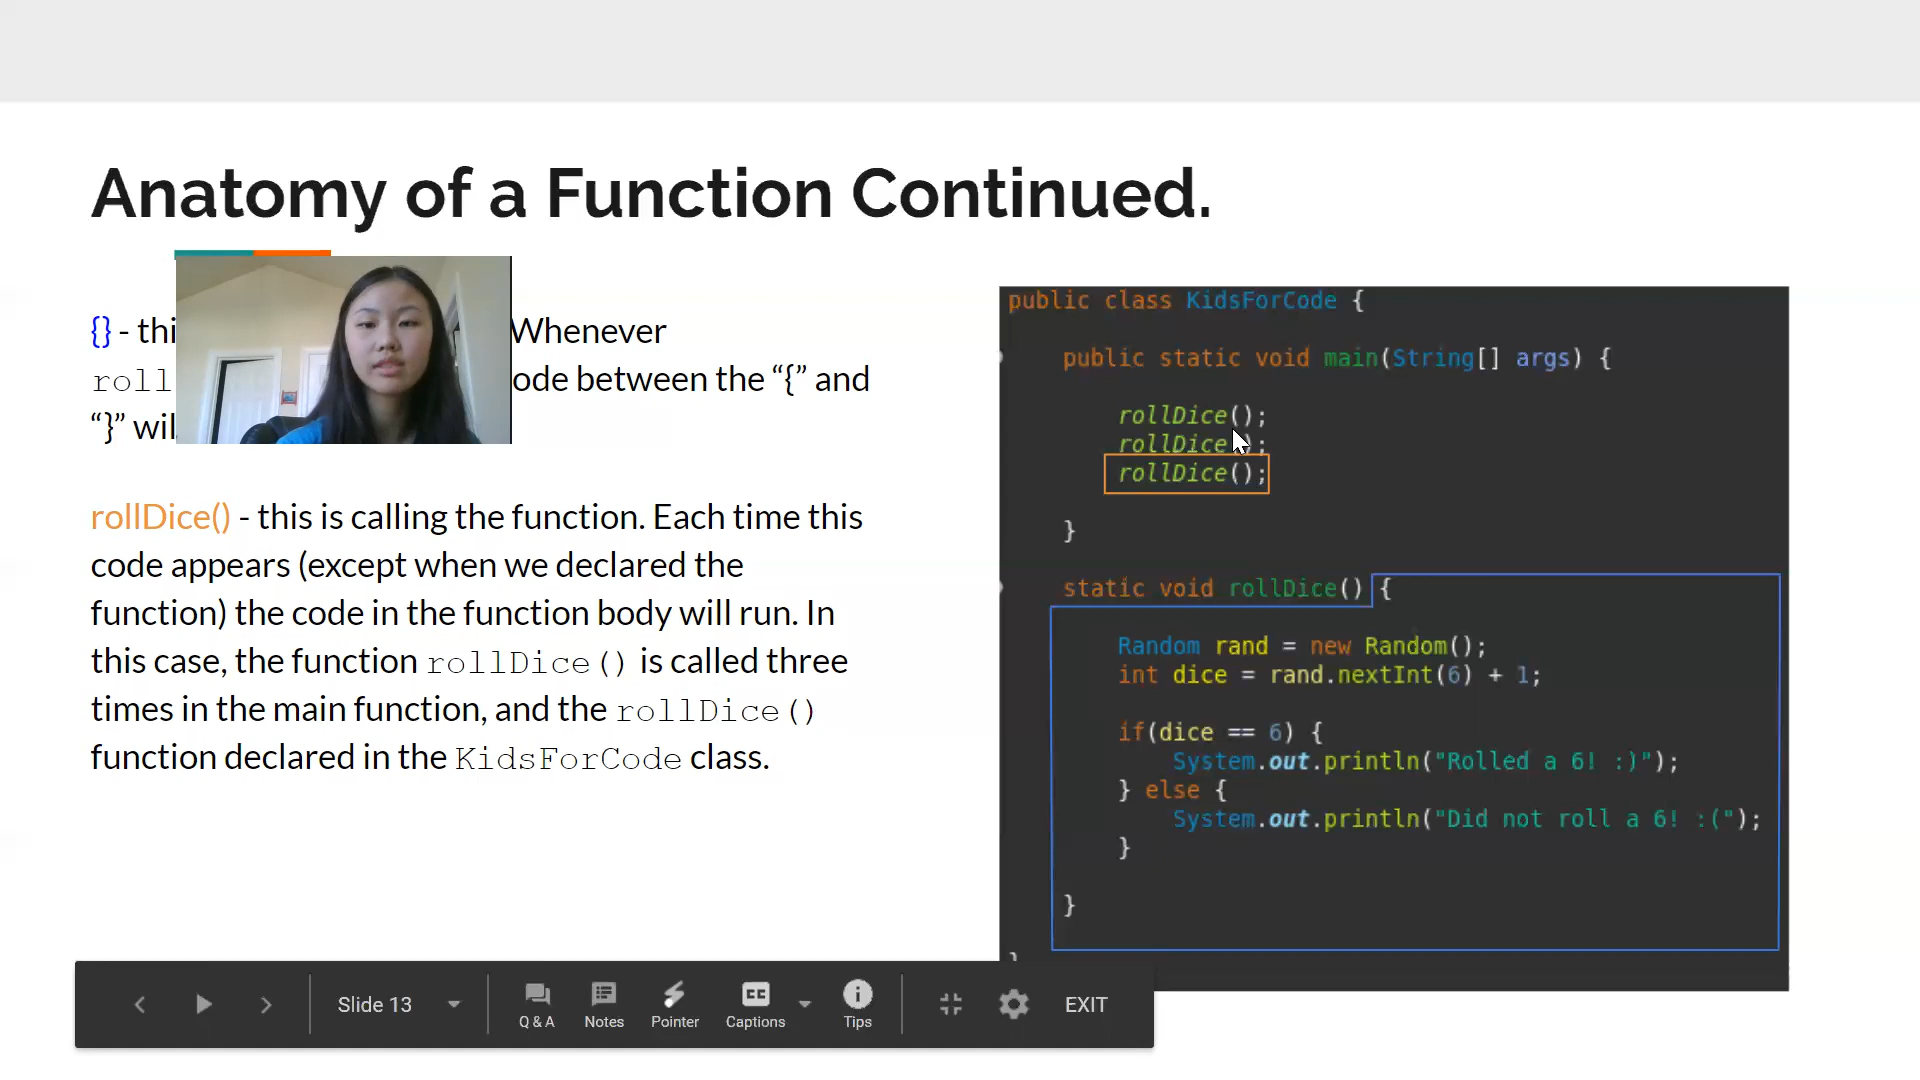 Anatomy of a Function Continued.
{} - thi Whenever
roll ode between the “{” and
“}” wil
rollDice() - this is calling the function. Each time this
code appears (except when we declared the
function) the code in the function body will run. In
this case, the function rollDice() is called three
times in the main function, and the rollDice()
function declared in the KidsForCode class.
public class KidsForCode {
public static void main(String[] args) {
rollDice();
rollDice();
rollDice();
}
static void rollDice() {
Random rand = new Random();
int dice = rand.nextInt(6) + 1;
if(dice == 6) {
System.out.println("Rolled a 6! :)");
} else {
System.out.println("Did not roll a 6! :(");
}
}
}
Slide 13
Q & A
Notes
Pointer
CC
Captions
Tips
EXIT